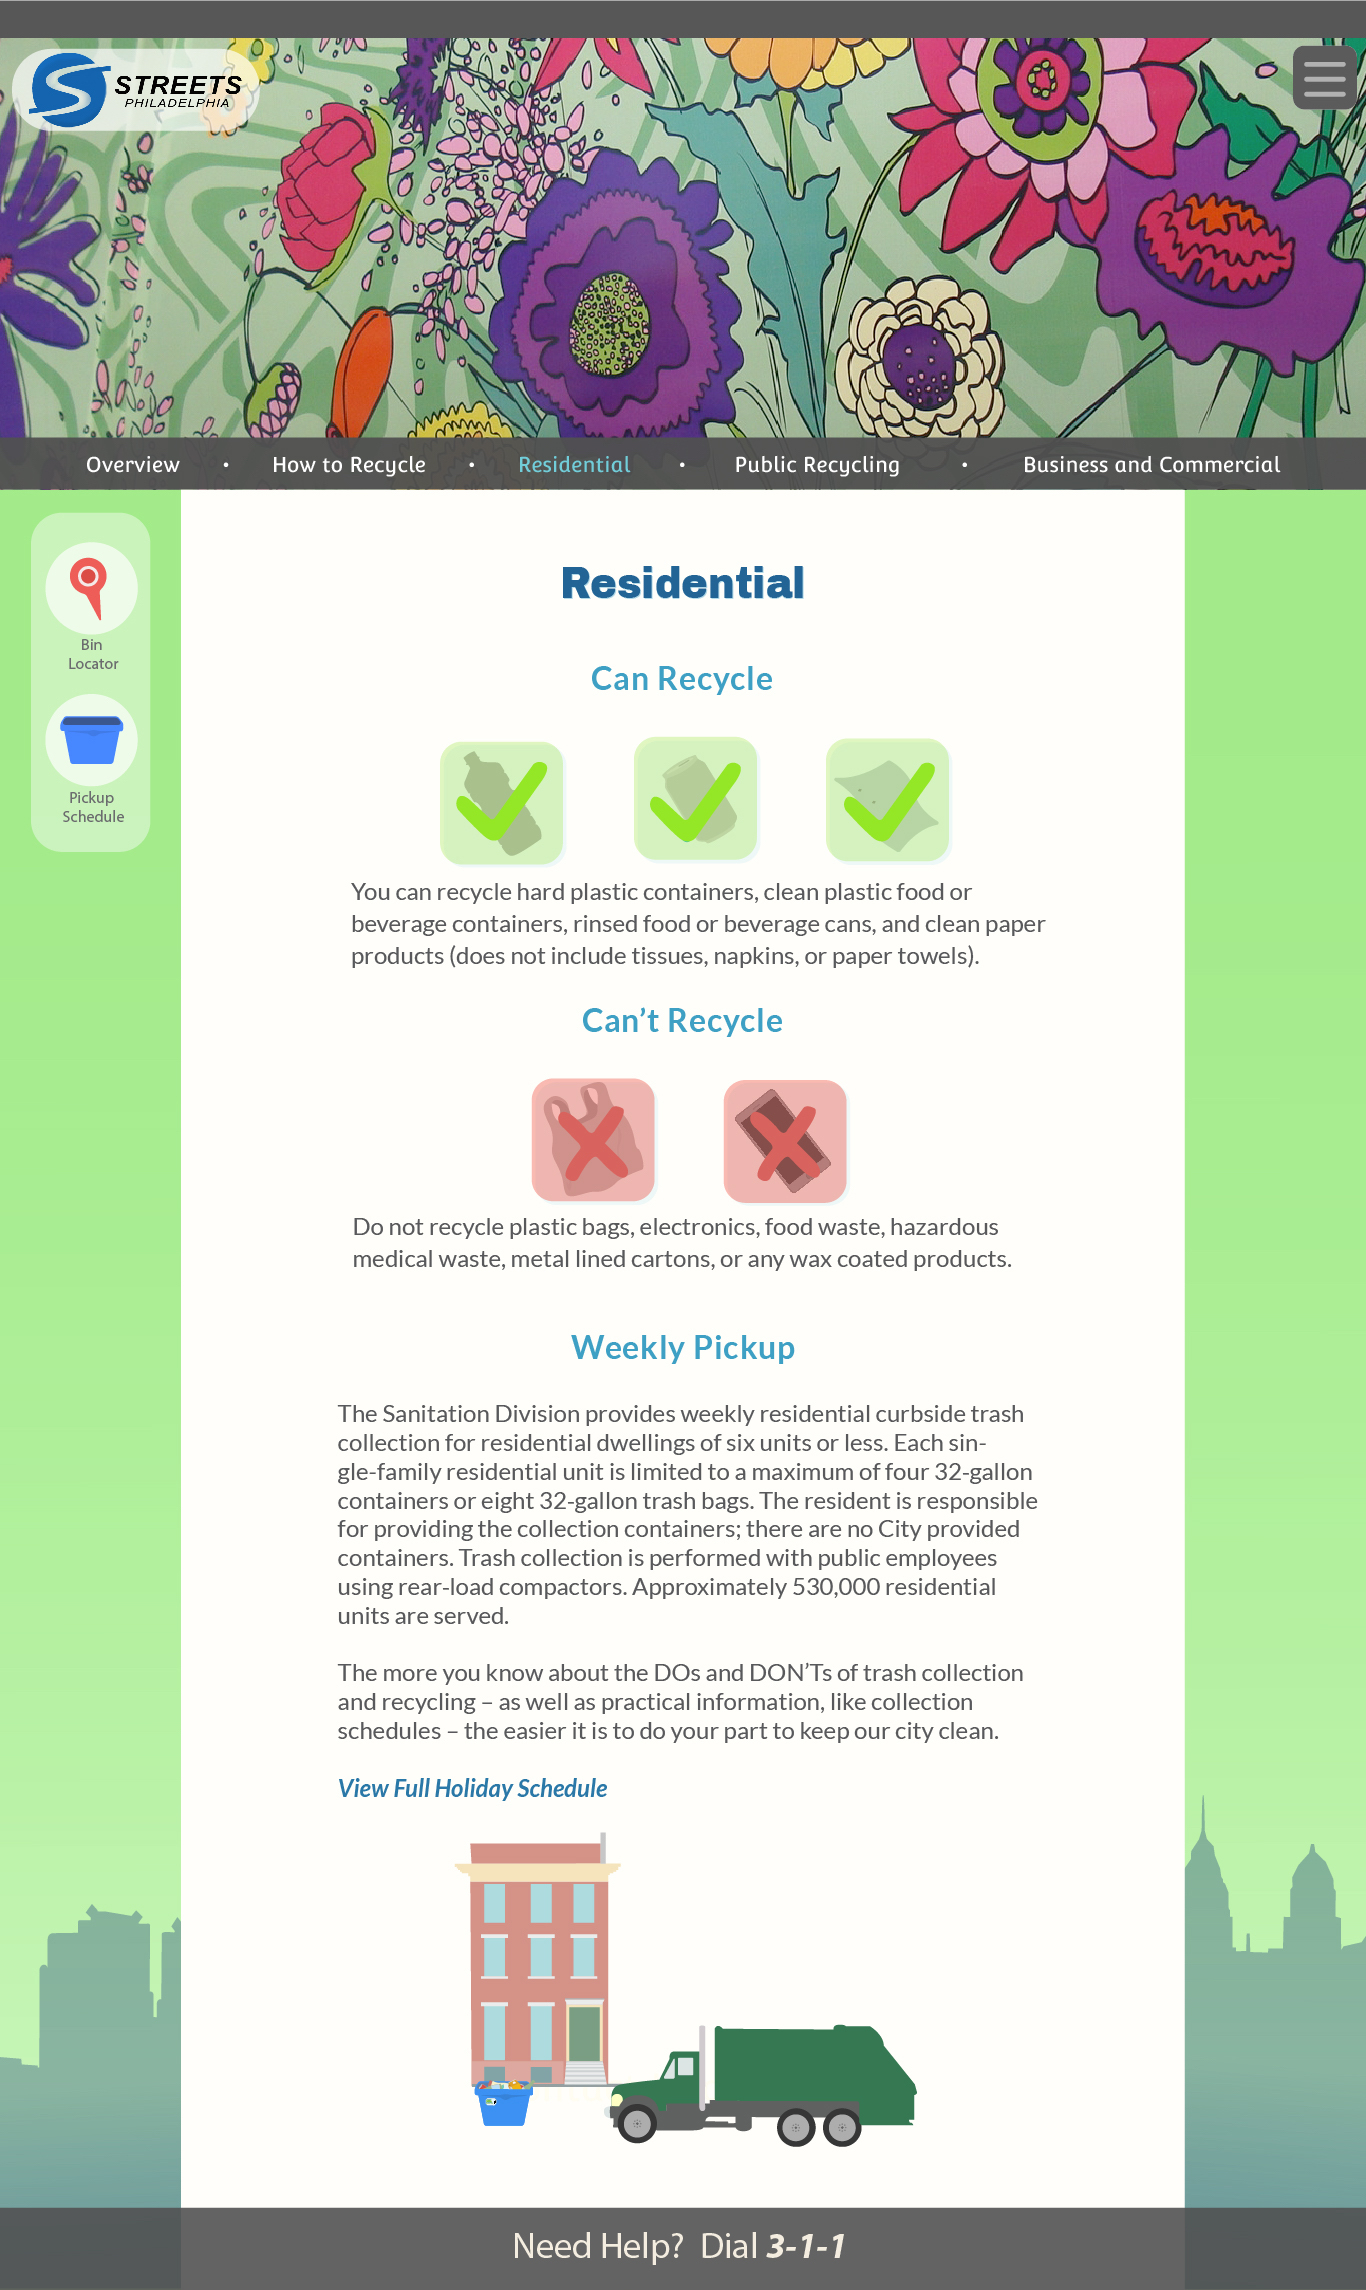 STREETS
PHILADELPHIA
Overview • How to Recycle • Residential • Public Recycling • Business and Commercial
Bin
Locator
Pickup
Schedule
Residential
Can Recycle
You can recycle hard plastic containers, clean plastic food or
beverage containers, rinsed food or beverage cans, and clean paper
products (does not include tissues, napkins, or paper towels).
Can’t Recycle
Do not recycle plastic bags, electronics, food waste, hazardous
medical waste, metal lined cartons, or any wax coated products.
Weekly Pickup
The Sanitation Division provides weekly residential curbside trash
collection for residential dwellings of six units or less. Each sin-
gle-family residential unit is limited to a maximum of four 32-gallon
containers or eight 32-gallon trash bags. The resident is responsible
for providing the collection containers; there are no City provided
containers. Trash collection is performed with public employees
using rear-load compactors. Approximately 530,000 residential
units are served.
The more you know about the DOs and DON’Ts of trash collection
and recycling – as well as practical information, like collection
schedules – the easier it is to do your part to keep our city clean.
View Full Holiday Schedule
Need Help? Dial 3-1-1